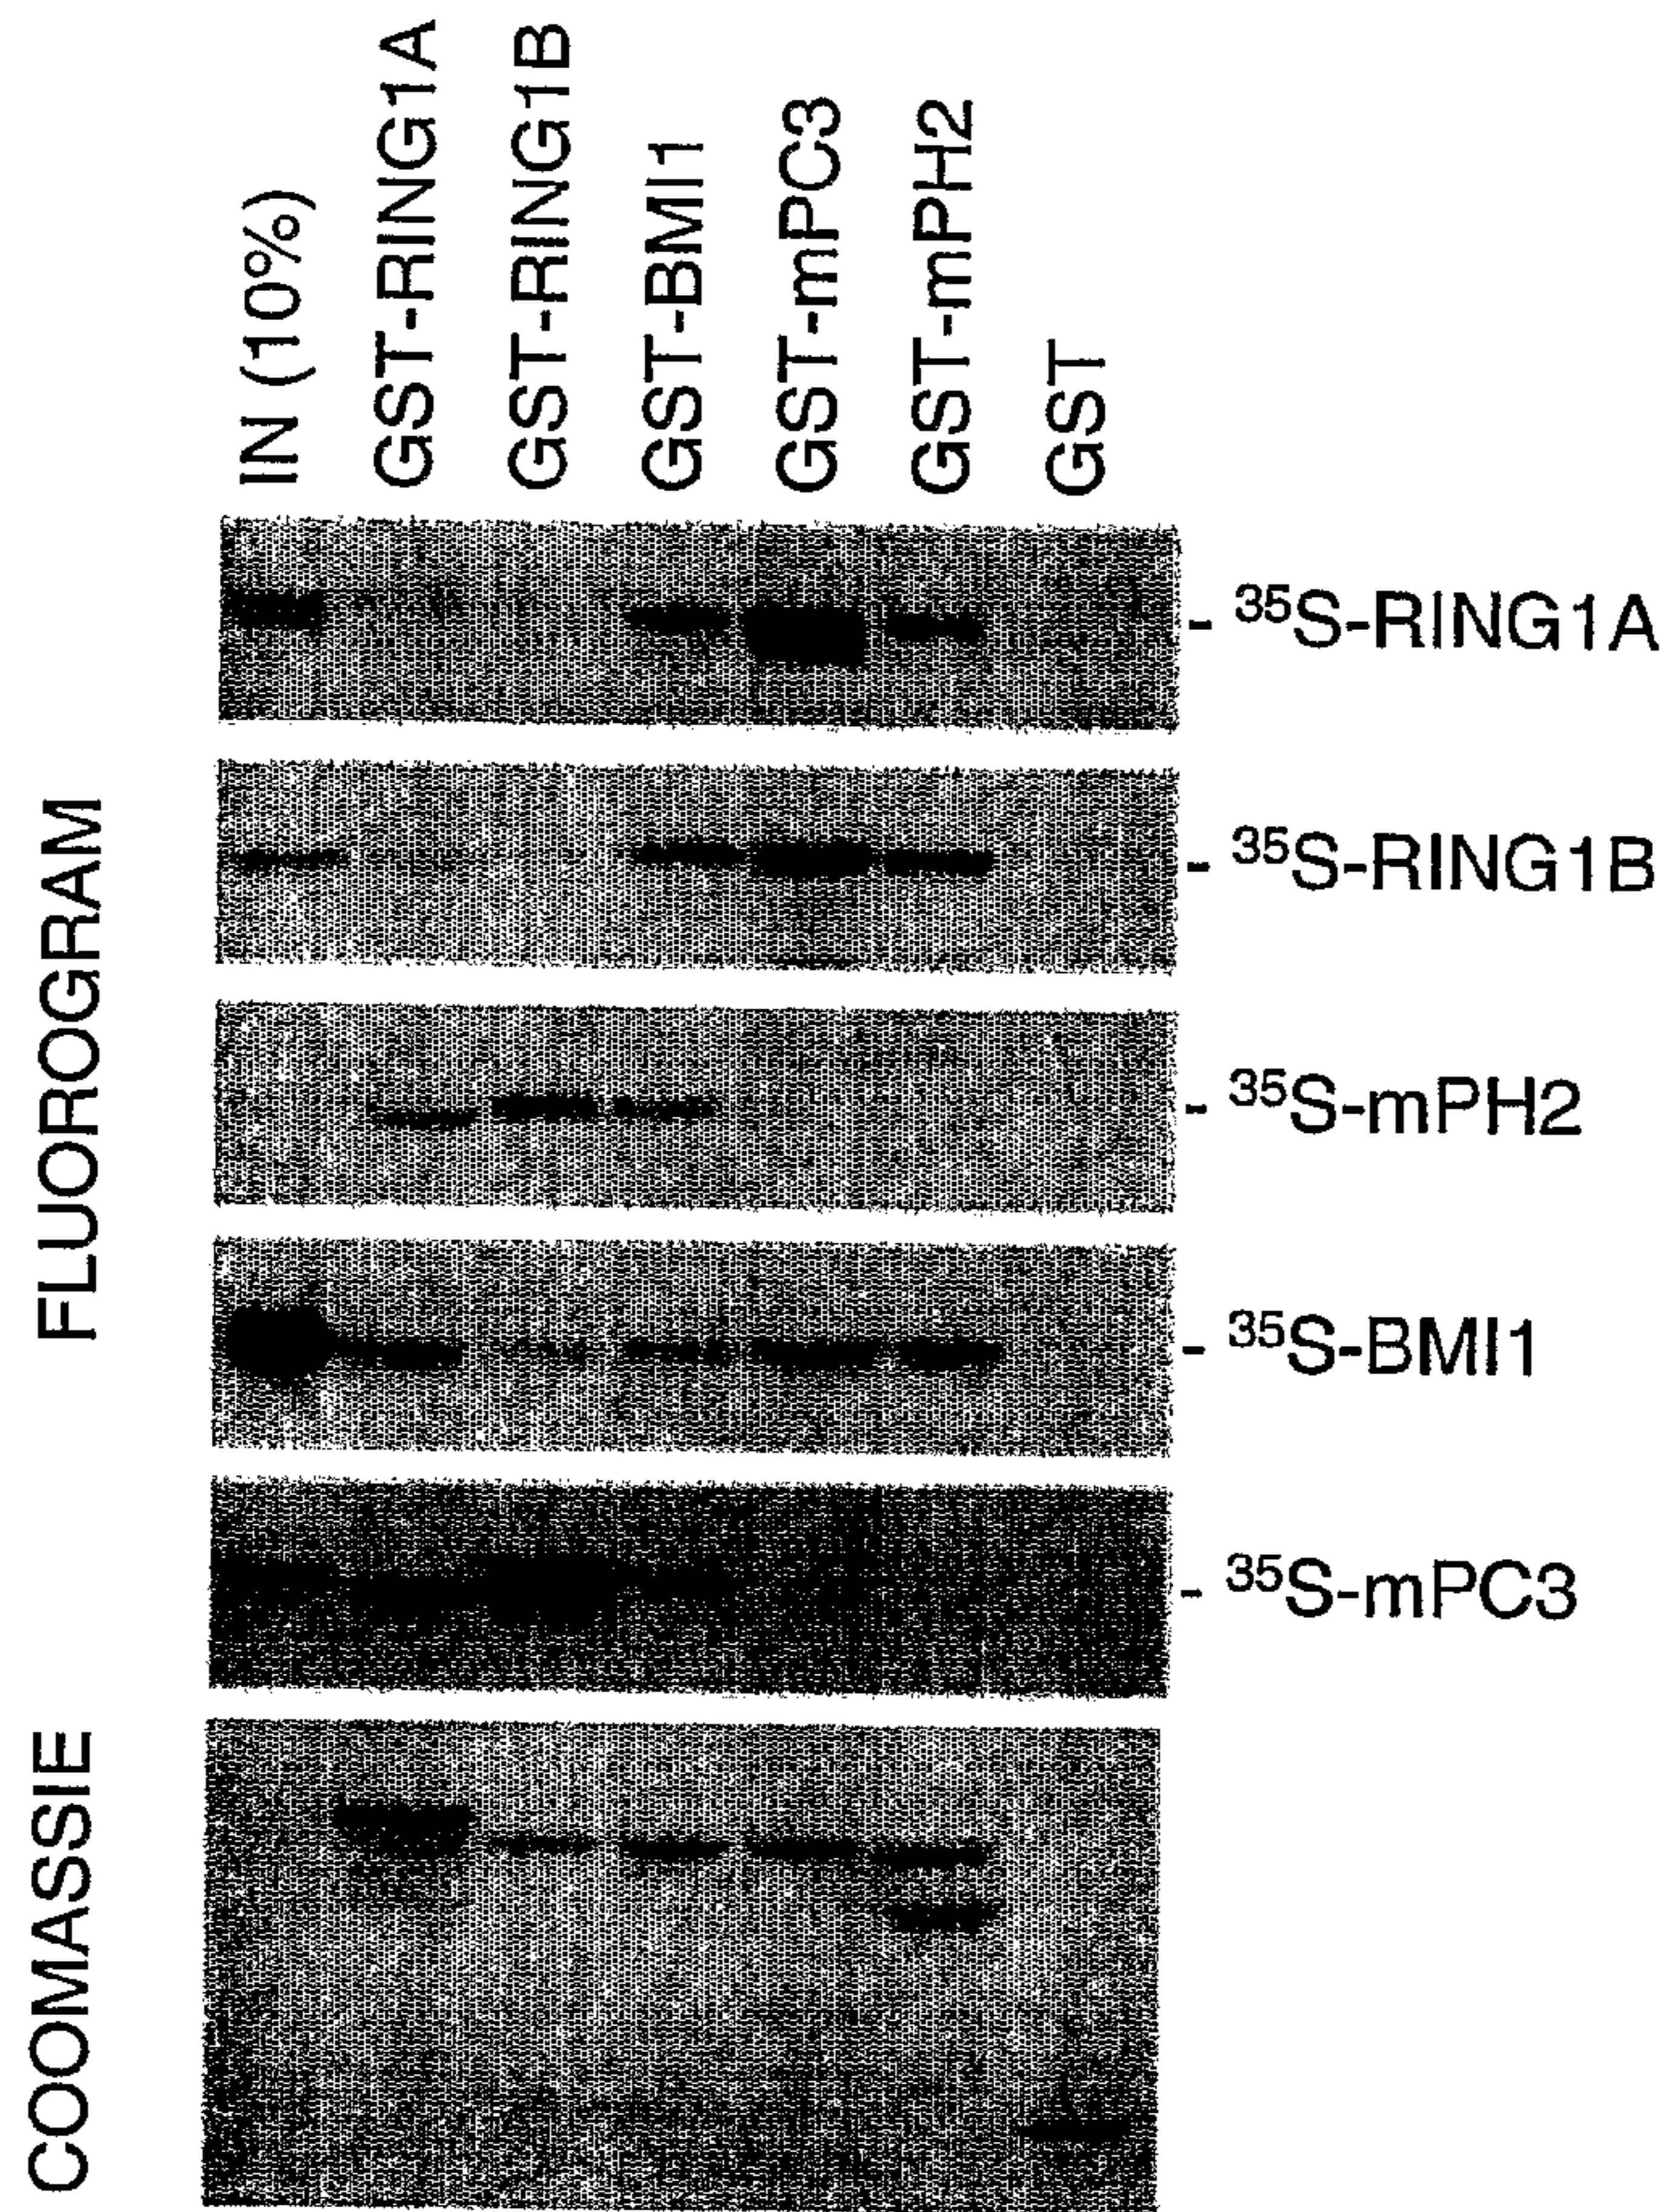 IN (10%)
GST-RING1A
GST-RING1B
GST-BMI1
GST-mPC3
GST-mPH2
GST
FLUOROGRAM
- ³⁵S-RING1A
- ³⁵S-RING1B
- ³⁵S-mPH2
- ³⁵S-BMI1
- ³⁵S-mPC3
COOMASSIE